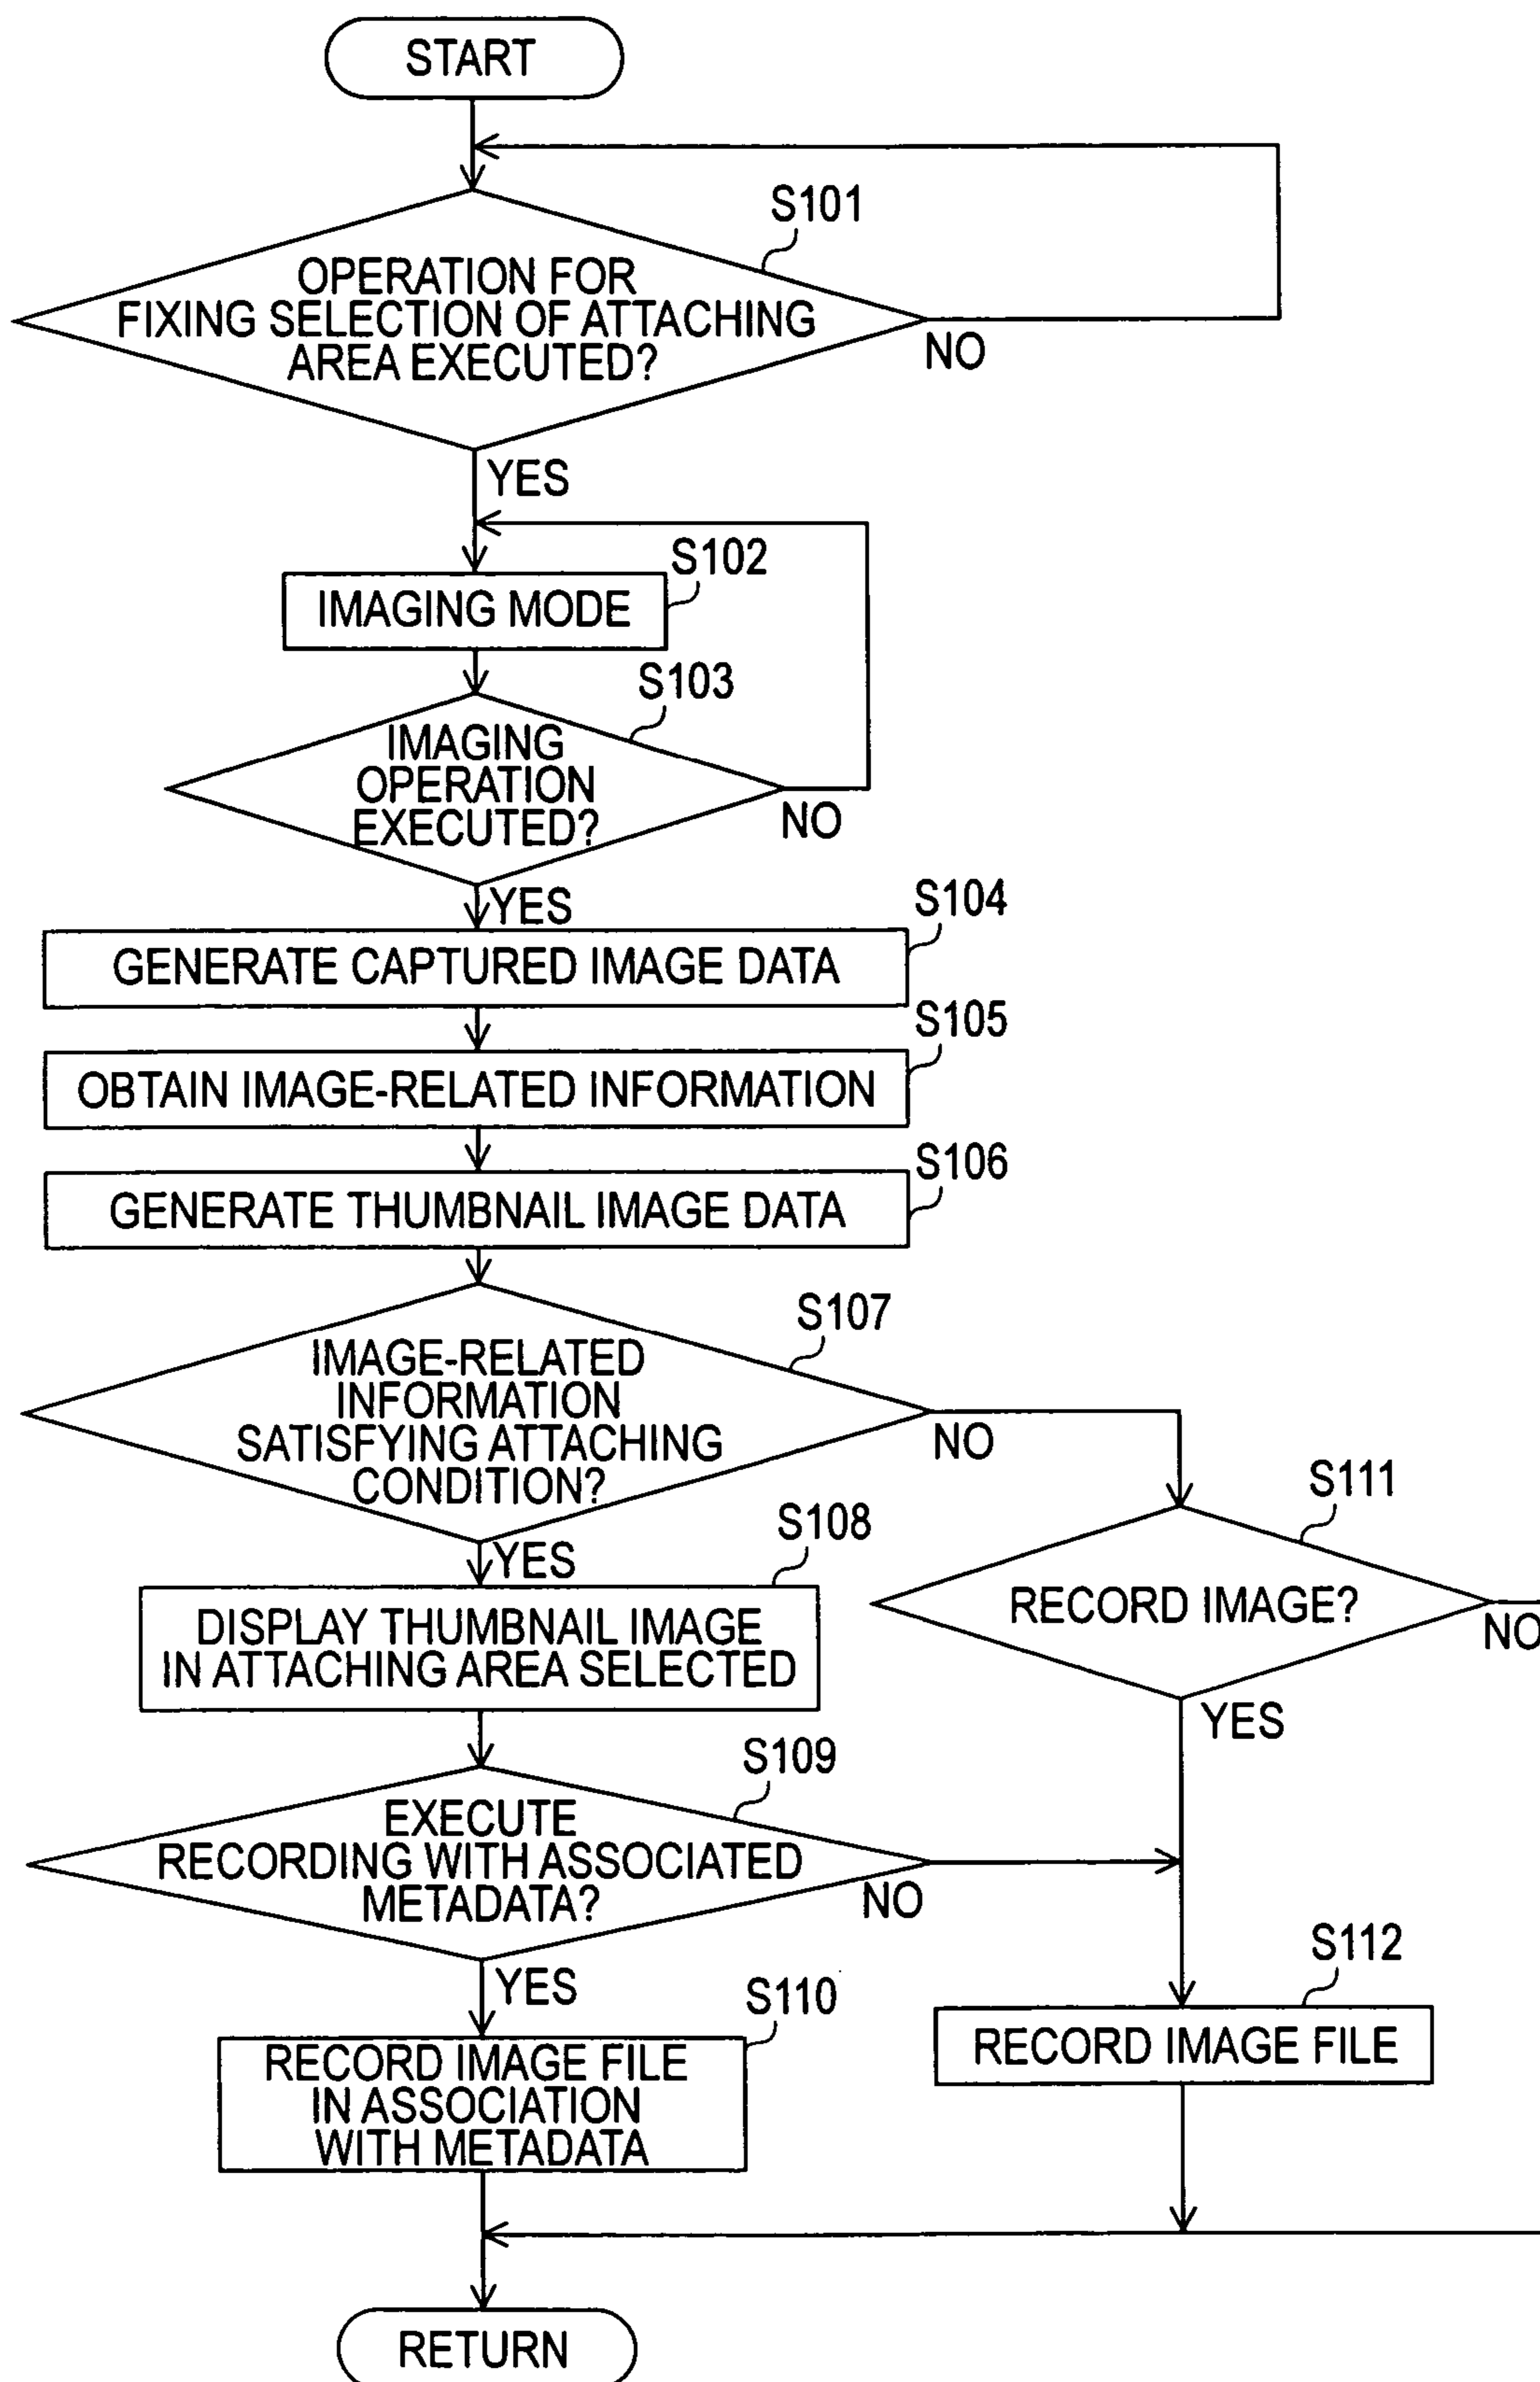 START
S101
OPERATION FOR
FIXING SELECTION OF ATTACHING
AREA EXECUTED?
NO
YES
S102
IMAGING MODE
S103
IMAGING
OPERATION
EXECUTED?
NO
YES
S104
GENERATE CAPTURED IMAGE DATA
S105
OBTAIN IMAGE-RELATED INFORMATION
S106
GENERATE THUMBNAIL IMAGE DATA
S107
IMAGE-RELATED
INFORMATION
SATISFYING ATTACHING
CONDITION?
NO
YES
S111
RECORD IMAGE?
NO
YES
S108
DISPLAY THUMBNAIL IMAGE
IN ATTACHING AREA SELECTED
S109
EXECUTE
RECORDING WITH ASSOCIATED
METADATA?
NO
YES
S110
RECORD IMAGE FILE
IN ASSOCIATION
WITH METADATA
S112
RECORD IMAGE FILE
RETURN